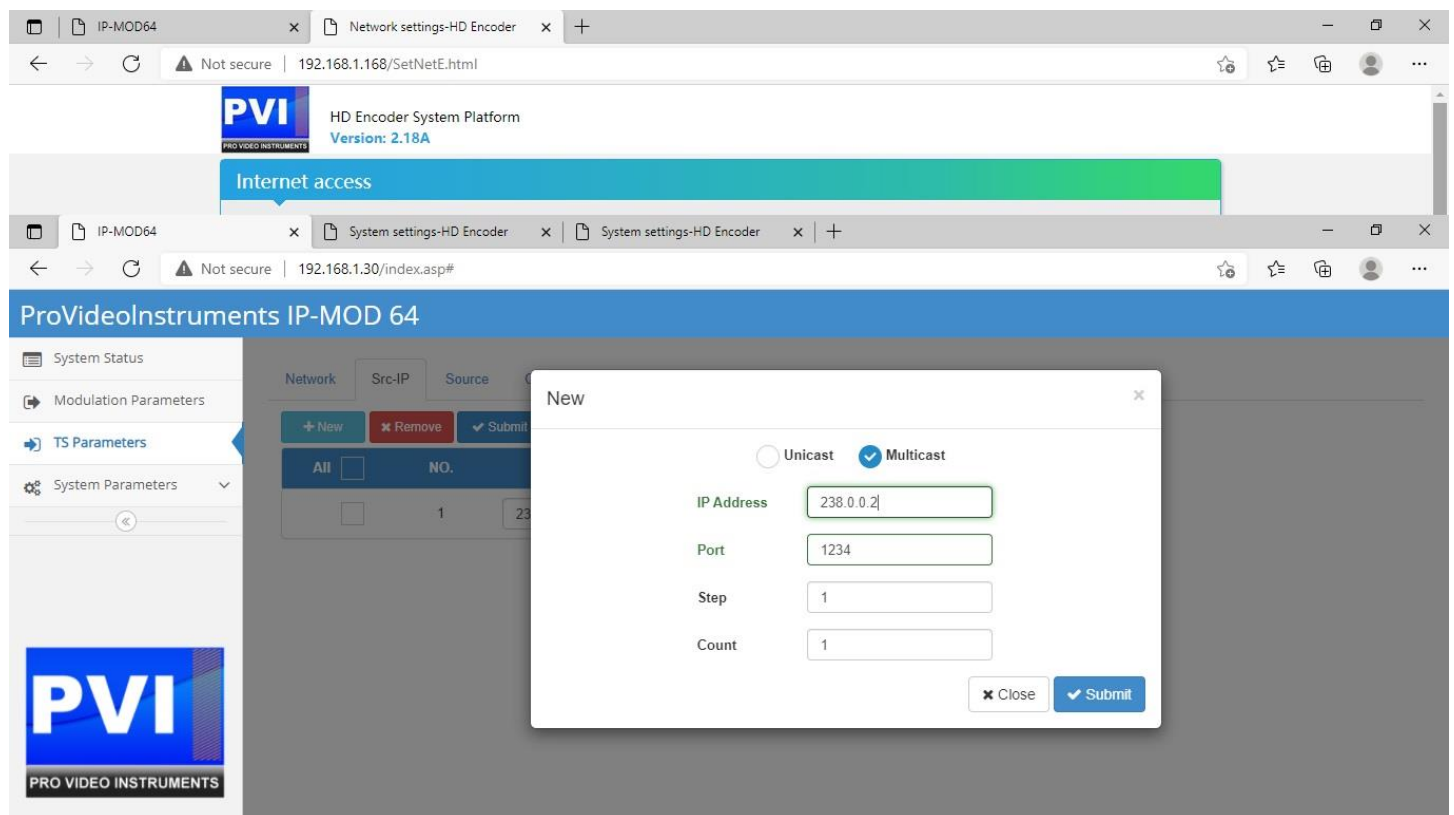 IP-MOD64
Network settings-HD Encoder
Not secure | 192.168.1.168/SetNetE.html
PVI
PRO VIDEO INSTRUMENTS
HD Encoder System Platform
Version: 2.18A
Internet access
IP-MOD64
System settings-HD Encoder
System settings-HD Encoder
Not secure | 192.168.1.30/index.asp#
ProVideoInstruments IP-MOD 64
System Status
Modulation Parameters
TS Parameters
System Parameters
Network Src-IP Source
New Remove Submit
All NO.
1 23
New
Unicast Multicast
IP Address 238.0.0.2
Port 1234
Step 1
Count 1
Close Submit
PVI
PRO VIDEO INSTRUMENTS